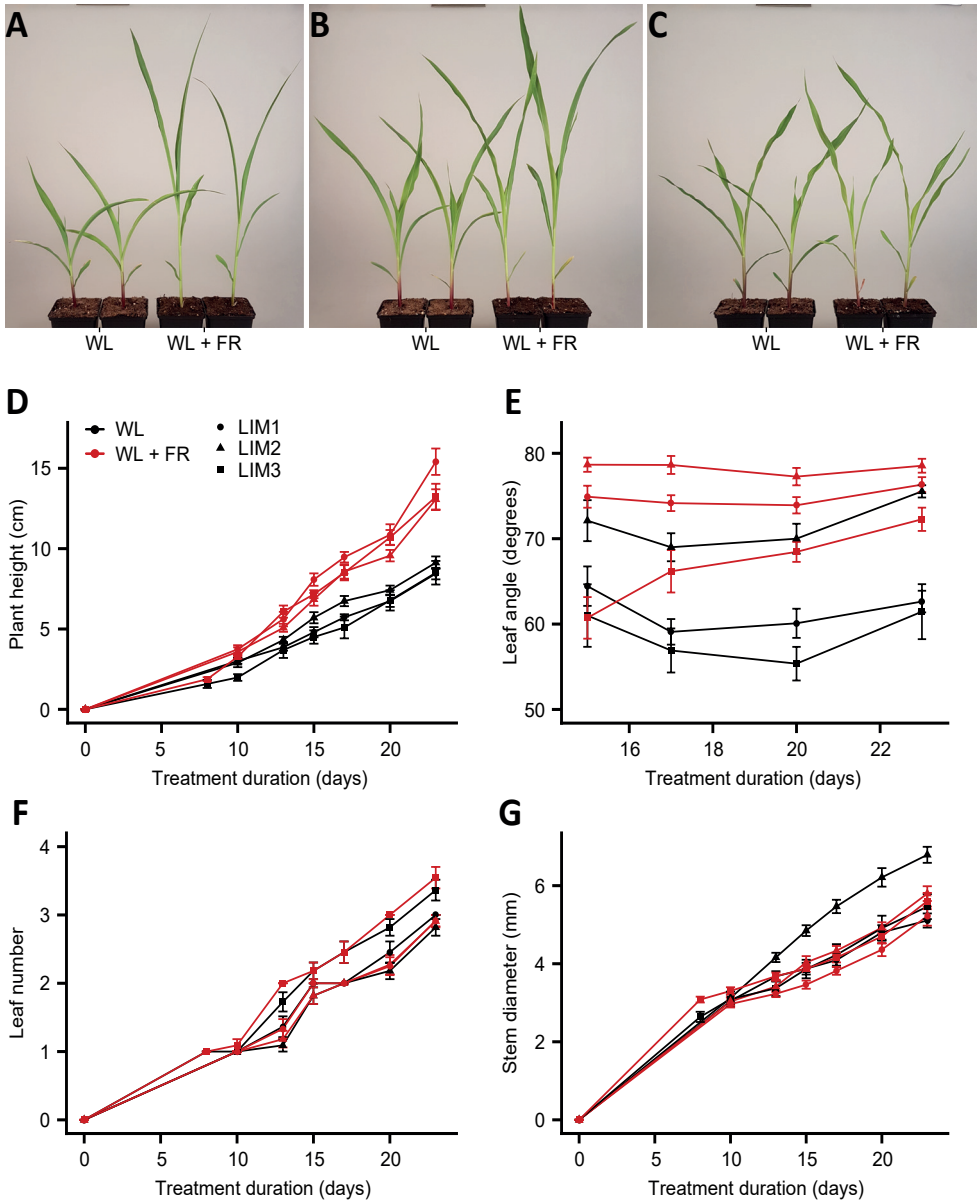 A
B
C
WL
WL + FR
WL
WL + FR
WL
WL + FR
D
WL
WL + FR
LIM1
LIM2
LIM3
Plant height (cm)
15
10
5
0
0
5
10
15
20
Treatment duration (days)
E
Leaf angle (degrees)
80
70
60
50
16
18
20
22
Treatment duration (days)
F
Leaf number
4
3
2
1
0
0
5
10
15
20
Treatment duration (days)
G
Stem diameter (mm)
6
4
2
0
0
5
10
15
20
Treatment duration (days)